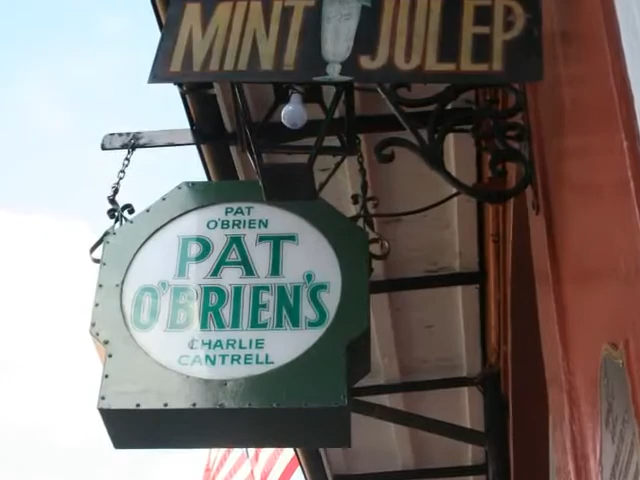 MINT JULEP
PAT
O'BRIEN
PAT
O'BRIEN'S
CHARLIE
CANTRELL